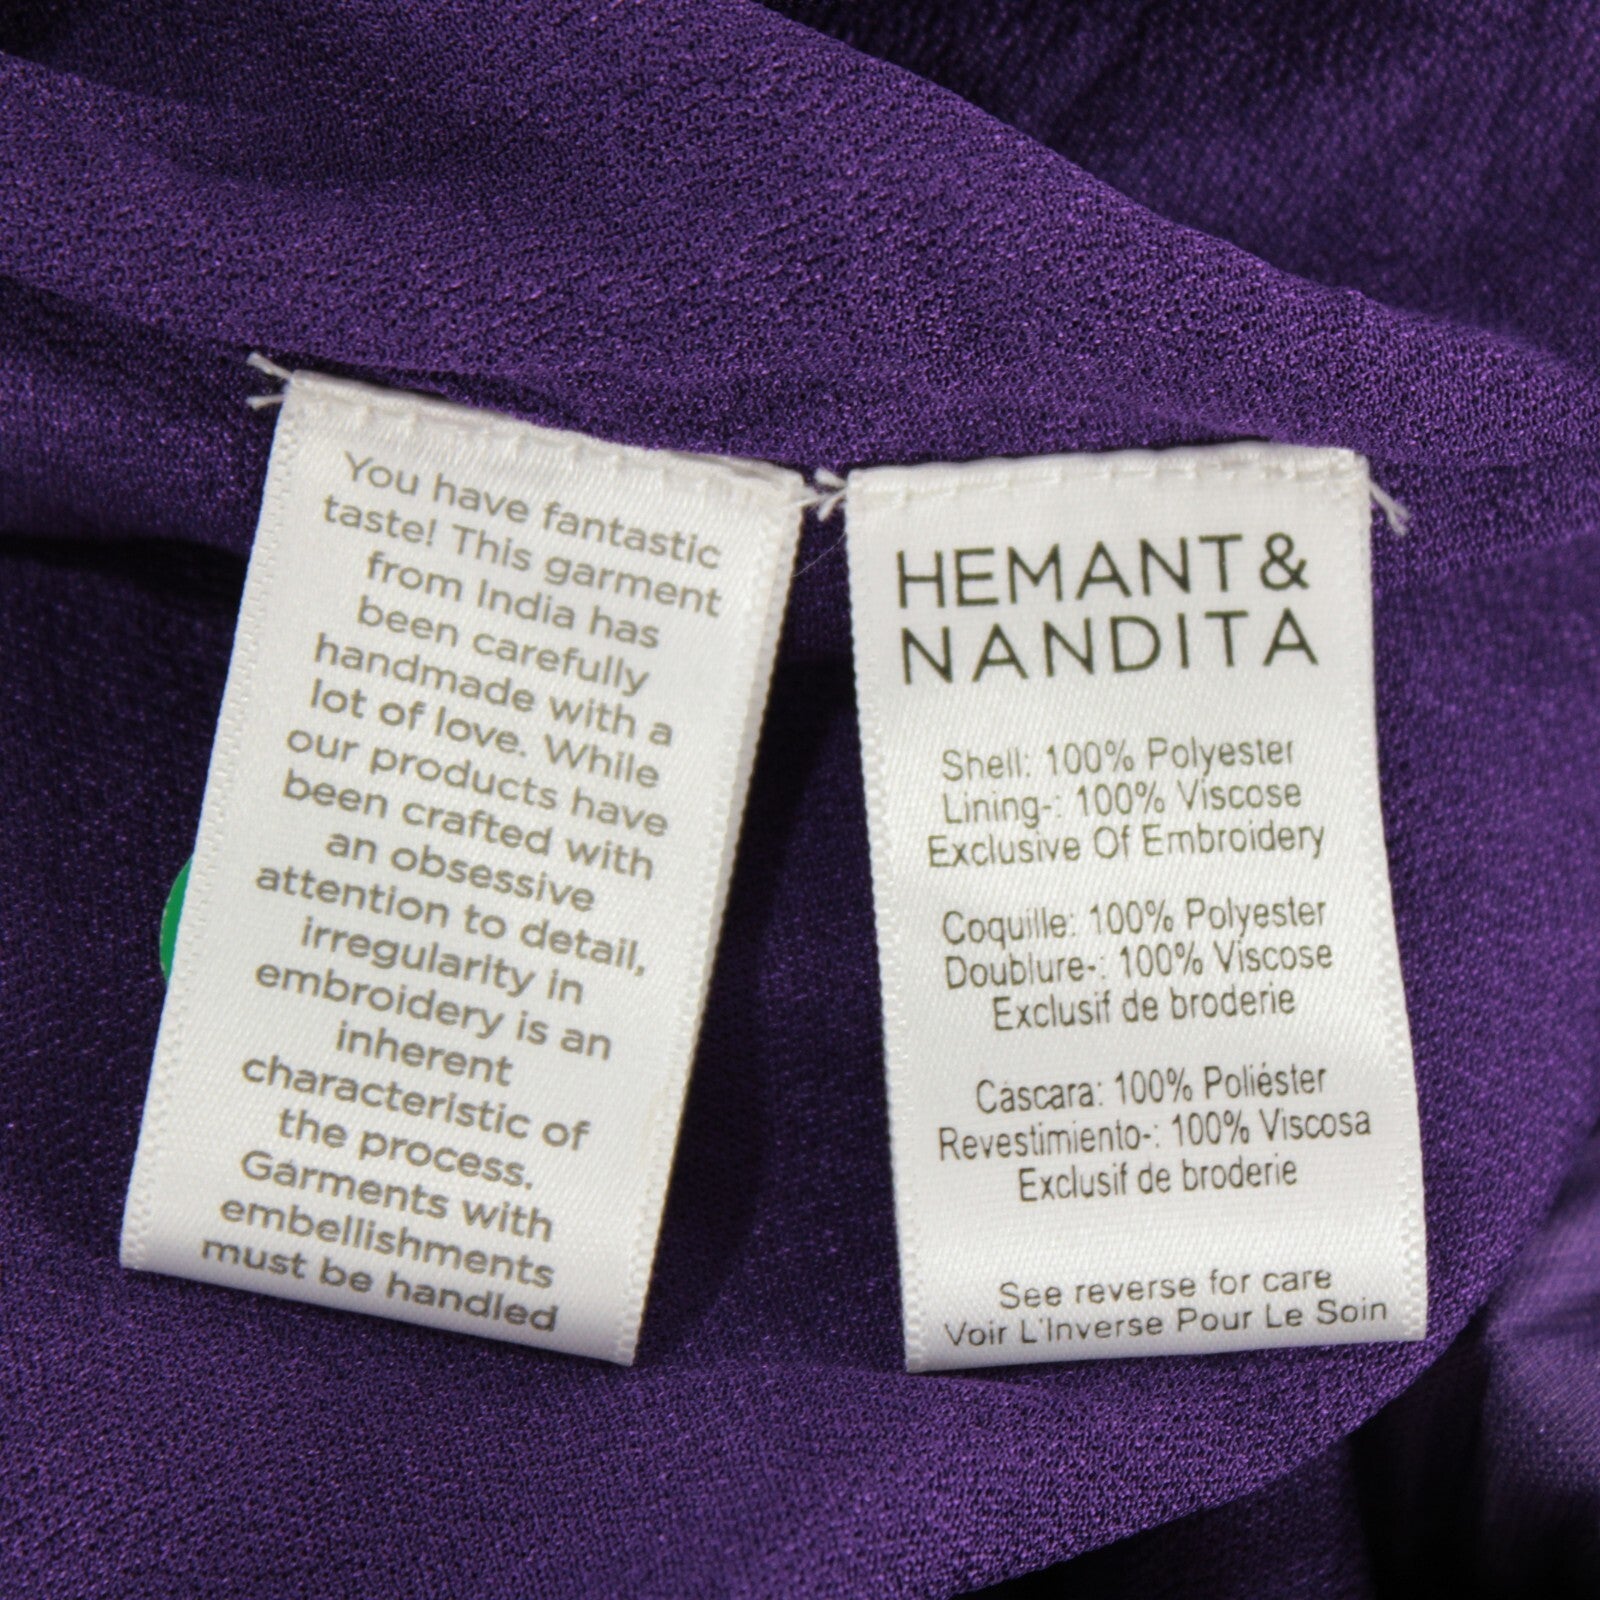 You have fantastic
taste! This garment
from India has
been carefully
handmade with a
lot of love. While
our products have
been crafted with
an obsessive
attention to detail,
irregularity in
embroidery is an
inherent
characteristic of
the process.
Garments with
embellishments
must be handled
HEMANT &
NANDITA
Shell: 100% Polyester
Lining-: 100% Viscose
Exclusive Of Embroidery
Coquille: 100% Polyester
Doublure-: 100% Viscose
Exclusif de broderie
Cáscara: 100% Poliéster
Revestimiento-: 100% Viscosa
Exclusif de broderie
See reverse for care
Voir L'Inverse Pour Le Soin